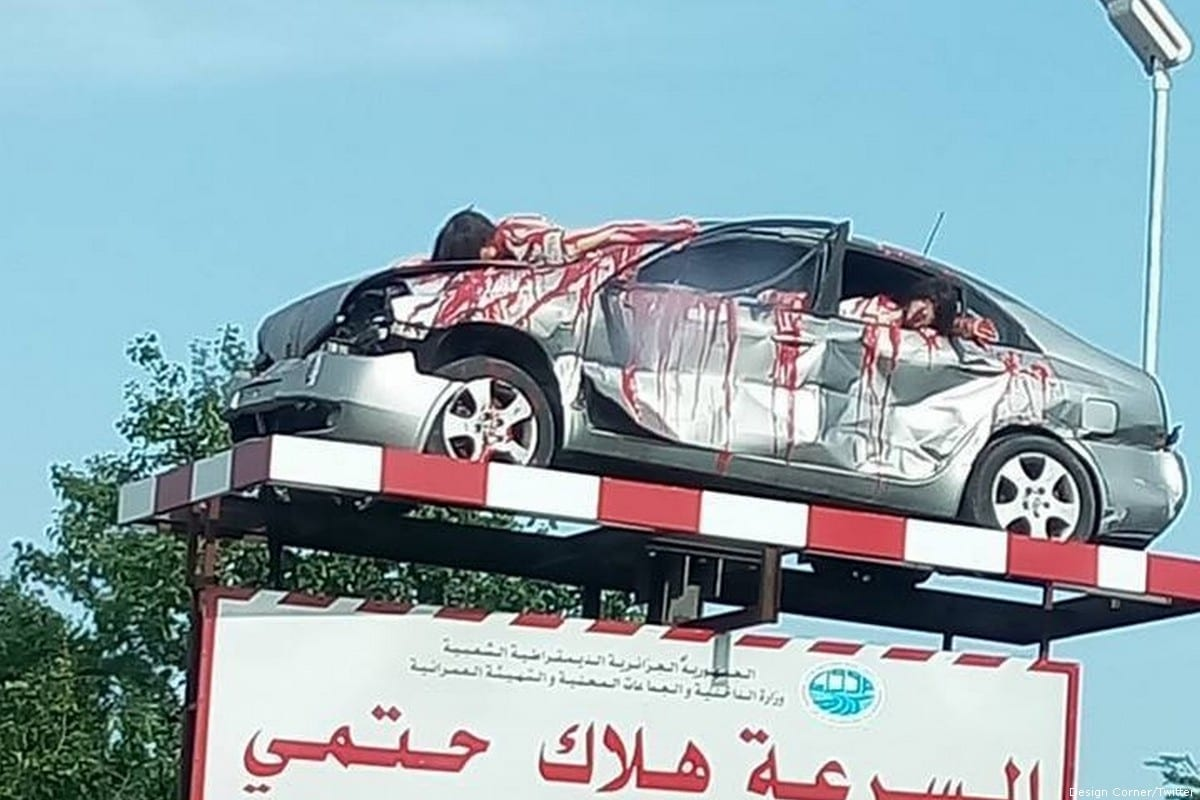 الجمهورية الجزائرية الديمقراطية الشعبية
وزارة الداخلية والجماعات المحلية والتهيئة العمرانية
السرعة هلاك حتمي
Design Corner/Twitter